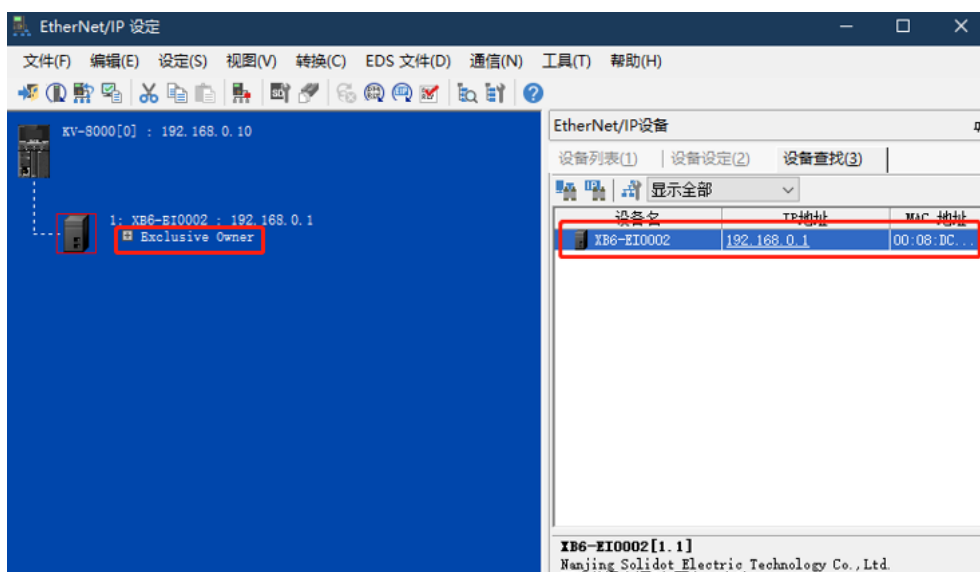 EtherNet/IP 设定
文件(F) 编辑(E) 设定(S) 视图(V) 转换(C) EDS 文件(D) 通信(N) 工具(T) 帮助(H)
KV-8000[0] : 192.168.0.10
1: XB6-EI0002 : 192.168.0.1
Exclusive Owner
EtherNet/IP设备
设备列表(1) 设备设定(2) 设备查找(3)
显示全部
设备名 IP地址 MAC 地址
XB6-EI0002 192.168.0.1 00:08:DC...
XB6-EI0002[1.1]
Nanjing Solidot Electric Technology Co.,Ltd.